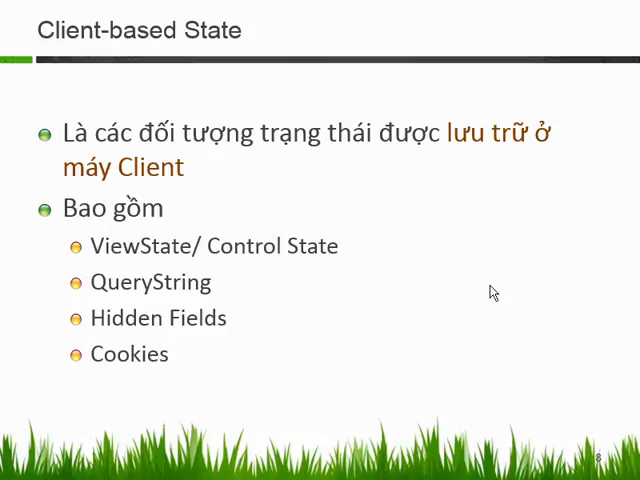 Client-based State
Là các đối tượng trạng thái được lưu trữ ở
máy Client
Bao gồm
ViewState/ Control State
QueryString
Hidden Fields
Cookies
8